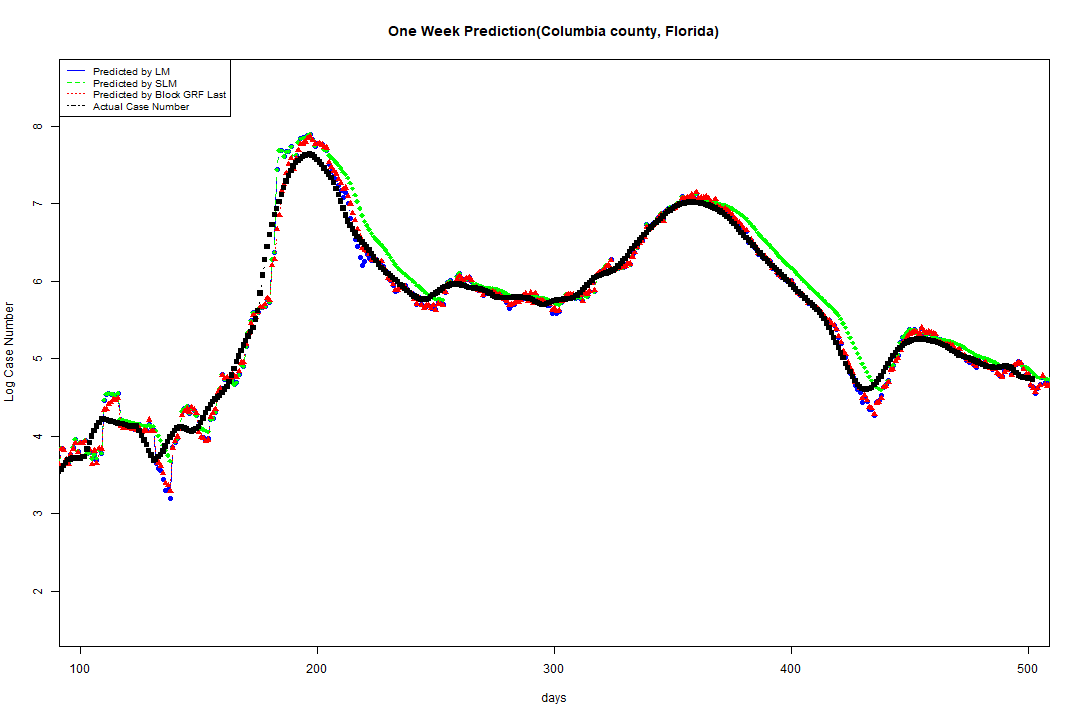 One Week Prediction(Columbia county, Florida)
Predicted by LM
Predicted by SLM
Predicted by Block GRF Last
Actual Case Number
8
7
6
5
4
3
2
Log Case Number
100 200 300 400 500
days